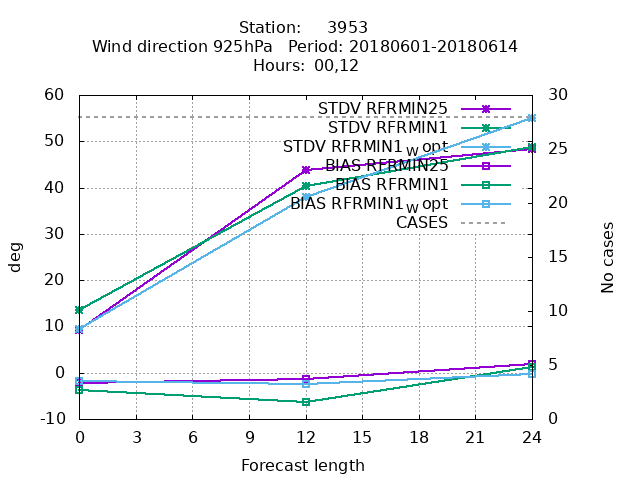 Station: 3953
Wind direction 925hPa Period: 20180601-20180614
Hours: 00,12
60 30
STDV RFRMIN25
STDV RFRMIN1
50 25
STDV RFRMIN1W opt
BIAS RFRMIN25
40 BIAS RFRMIN1
BIAS RFRMIN1W opt 20
CASES
30
deg
No cases
15
20
10
10
0 5
-10 0
0 3 6 9 12 15 18 21 24
Forecast length